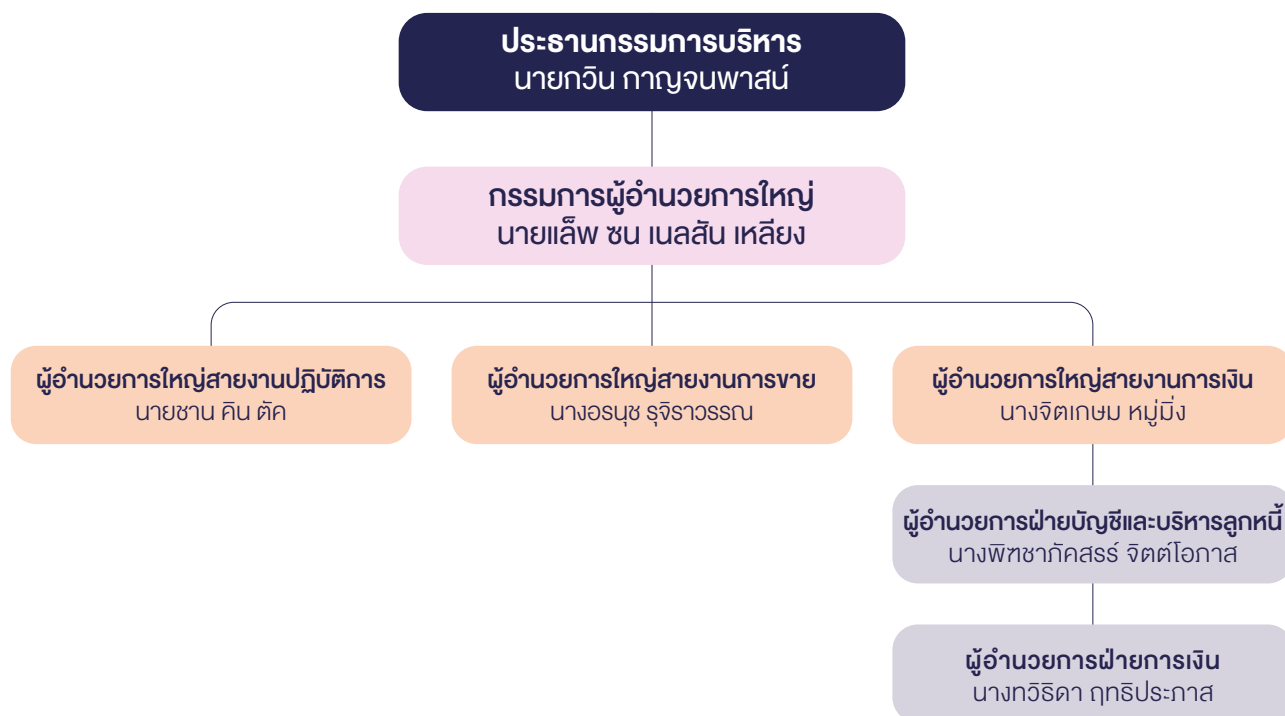 ประธานกรรมการบริหาร
นายกวิน กาญจนพาสน์
กรรมการผู้อำนวยการใหญ่
นายแล็พ ซน เนลสัน เหลียง
ผู้อำนวยการใหญ่สายงานปฏิบัติการ
นายชาน คิน ตัค
ผู้อำนวยการใหญ่สายงานการขาย
นางอรนุช รุจิราวรรณ
ผู้อำนวยการใหญ่สายงานการเงิน
นางจิตเกษม หมู่มิ่ง
ผู้อำนวยการฝ่ายบัญชีและบริหารลูกหนี้
นางพิฑชาภัคสรร์ จิตต์โอภาส
ผู้อำนวยการฝ่ายการเงิน
นางทวิธิดา ฤทธิประภาส